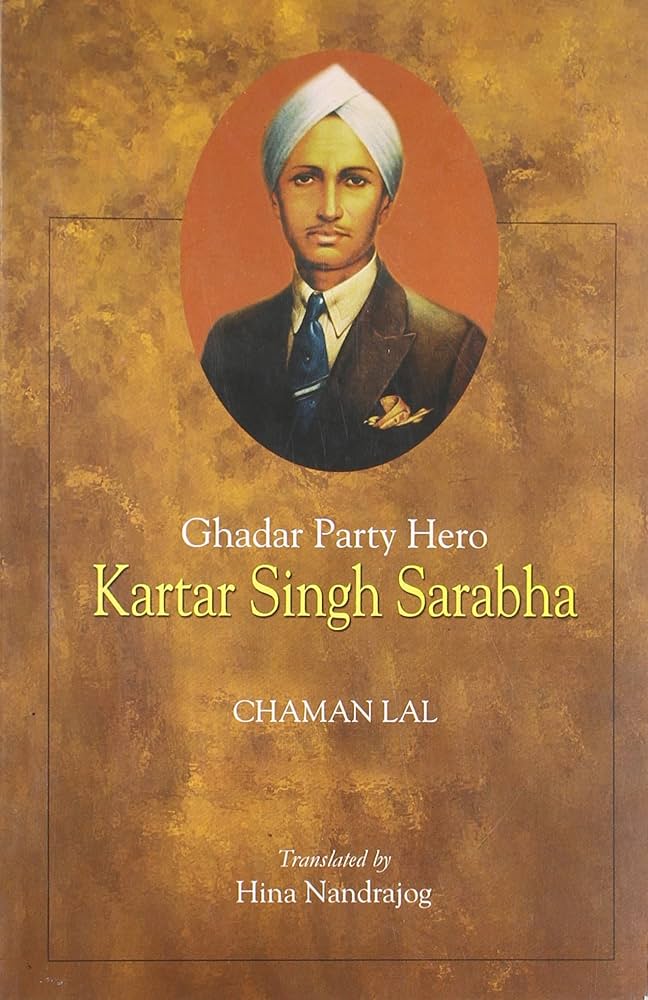 Ghadar Party Hero
Kartar Singh Sarabha
CHAMAN LAL
Translated by
Hina Nandrajog